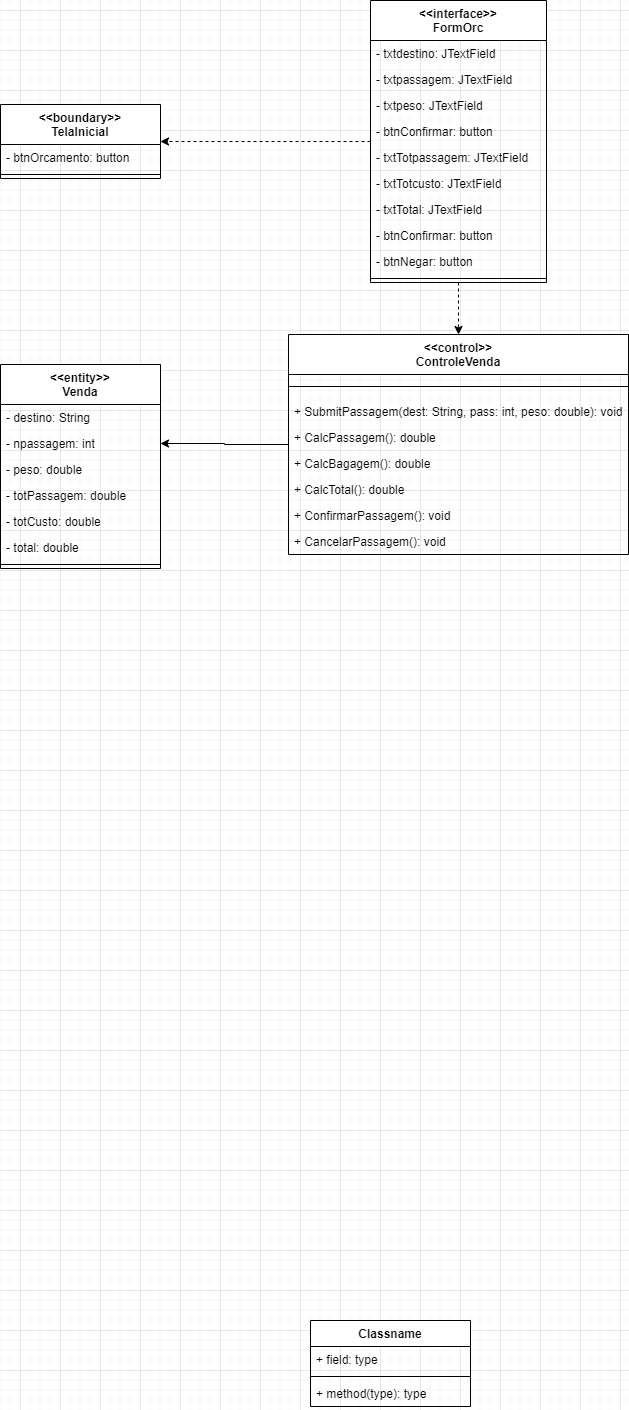 <<interface>>
FormOrc
- txtdestino: JTextField
- txtpassagem: JTextField
- txtpeso: JTextField
- btnConfirmar: button
- txtTotpassagem: JTextField
- txtTotcusto: JTextField
- txtTotal: JTextField
- btnConfirmar: button
- btnNegar: button
<<boundary>>
TelaInicial
- btnOrcamento: button
<<control>>
ControleVenda
+ SubmitPassagem(dest: String, pass: int, peso: double): void
+ CalcPassagem(): double
+ CalcBagagem(): double
+ CalcTotal(): double
+ ConfirmarPassagem(): void
+ CancelarPassagem(): void
<<entity>>
Venda
- destino: String
- npassagem: int
- peso: double
- totPassagem: double
- totCusto: double
- total: double
Classname
+ field: type
+ method(type): type